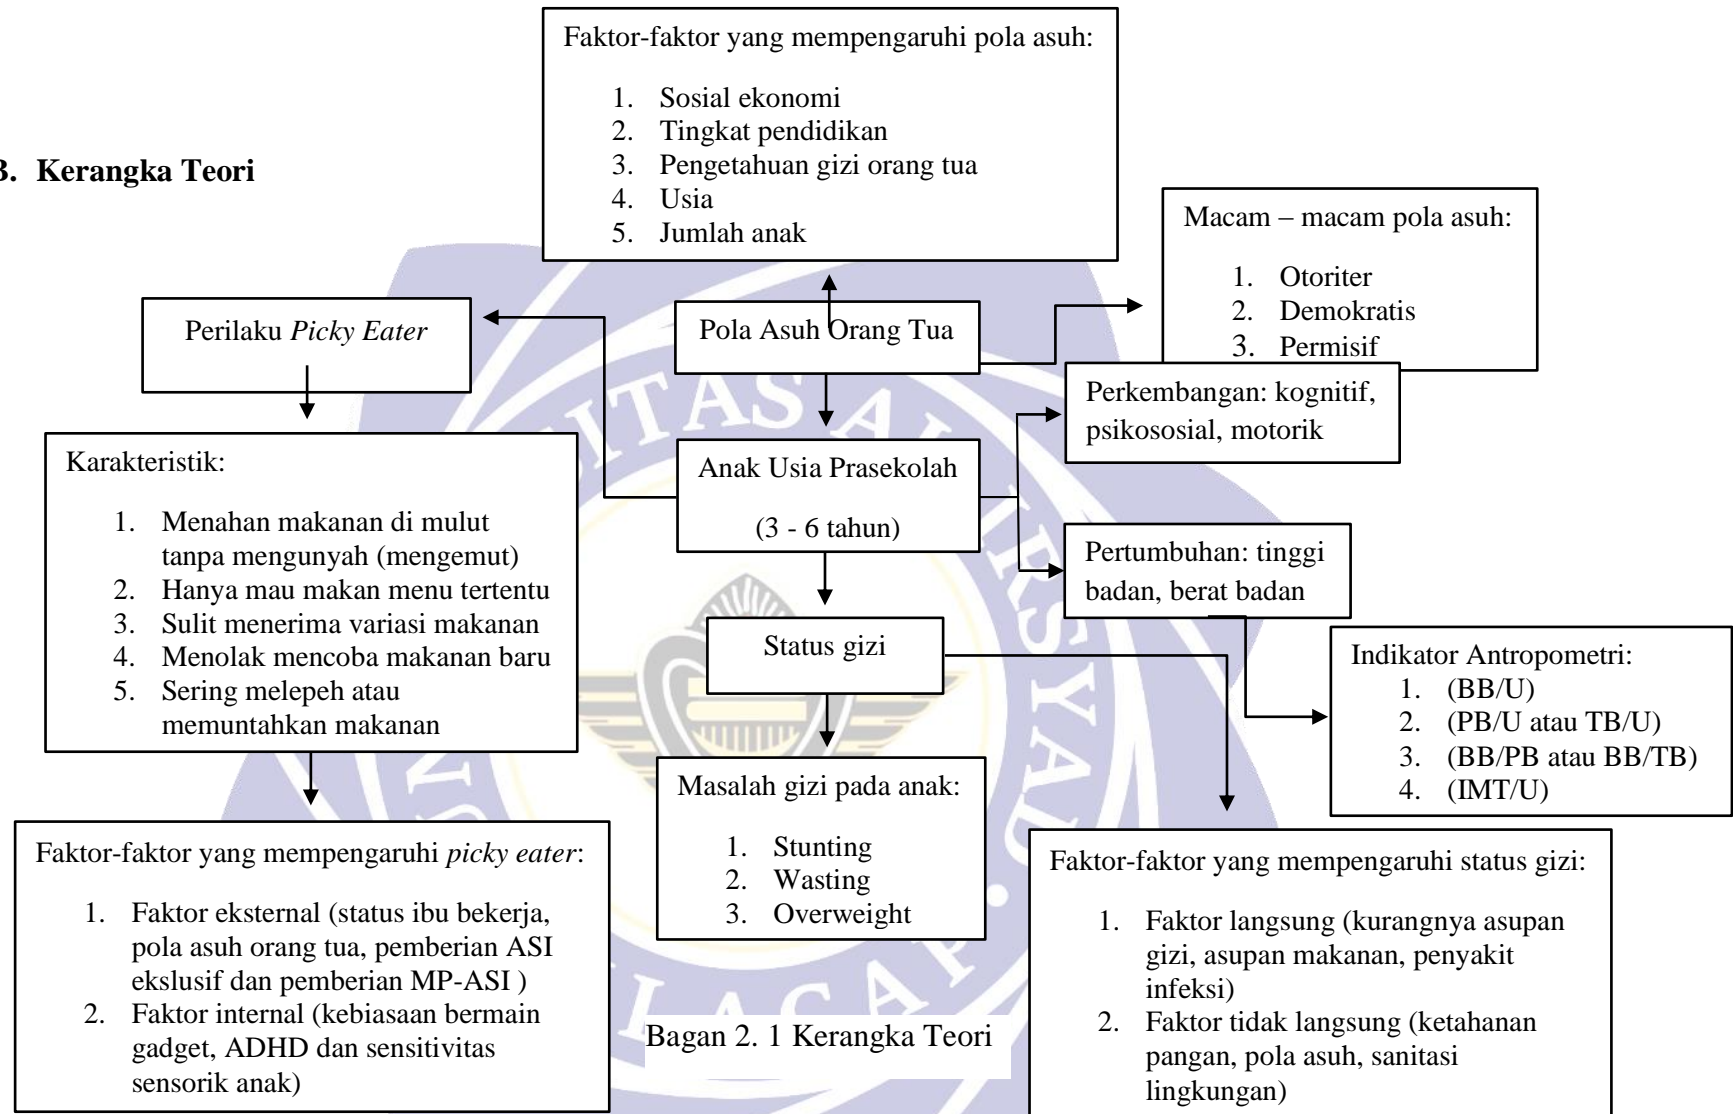 Faktor-faktor yang mempengaruhi pola asuh:
1. Sosial ekonomi
2. Tingkat pendidikan
3. Pengetahuan gizi orang tua
4. Usia
5. Jumlah anak
B. Kerangka Teori
Macam – macam pola asuh:
1. Otoriter
2. Demokratis
3. Permisif
Perilaku Picky Eater
Pola Asuh Orang Tua
Perkembangan: kognitif,
psikososial, motorik
Karakteristik:
1. Menahan makanan di mulut
tanpa mengunyah (mengemut)
2. Hanya mau makan menu tertentu
3. Sulit menerima variasi makanan
4. Menolak mencoba makanan baru
5. Sering melepeh atau
memuntahkan makanan
Anak Usia Prasekolah
(3 - 6 tahun)
Pertumbuhan: tinggi
badan, berat badan
Status gizi
Indikator Antropometri:
1. (BB/U)
2. (PB/U atau TB/U)
3. (BB/PB atau BB/TB)
4. (IMT/U)
Masalah gizi pada anak:
1. Stunting
2. Wasting
3. Overweight
Faktor-faktor yang mempengaruhi picky eater:
1. Faktor eksternal (status ibu bekerja,
pola asuh orang tua, pemberian ASI
ekslusif dan pemberian MP-ASI )
2. Faktor internal (kebiasaan bermain
gadget, ADHD dan sensitivitas
sensorik anak)
Faktor-faktor yang mempengaruhi status gizi:
1. Faktor langsung (kurangnya asupan
gizi, asupan makanan, penyakit
infeksi)
2. Faktor tidak langsung (ketahanan
pangan, pola asuh, sanitasi
lingkungan)
Bagan 2. 1 Kerangka Teori